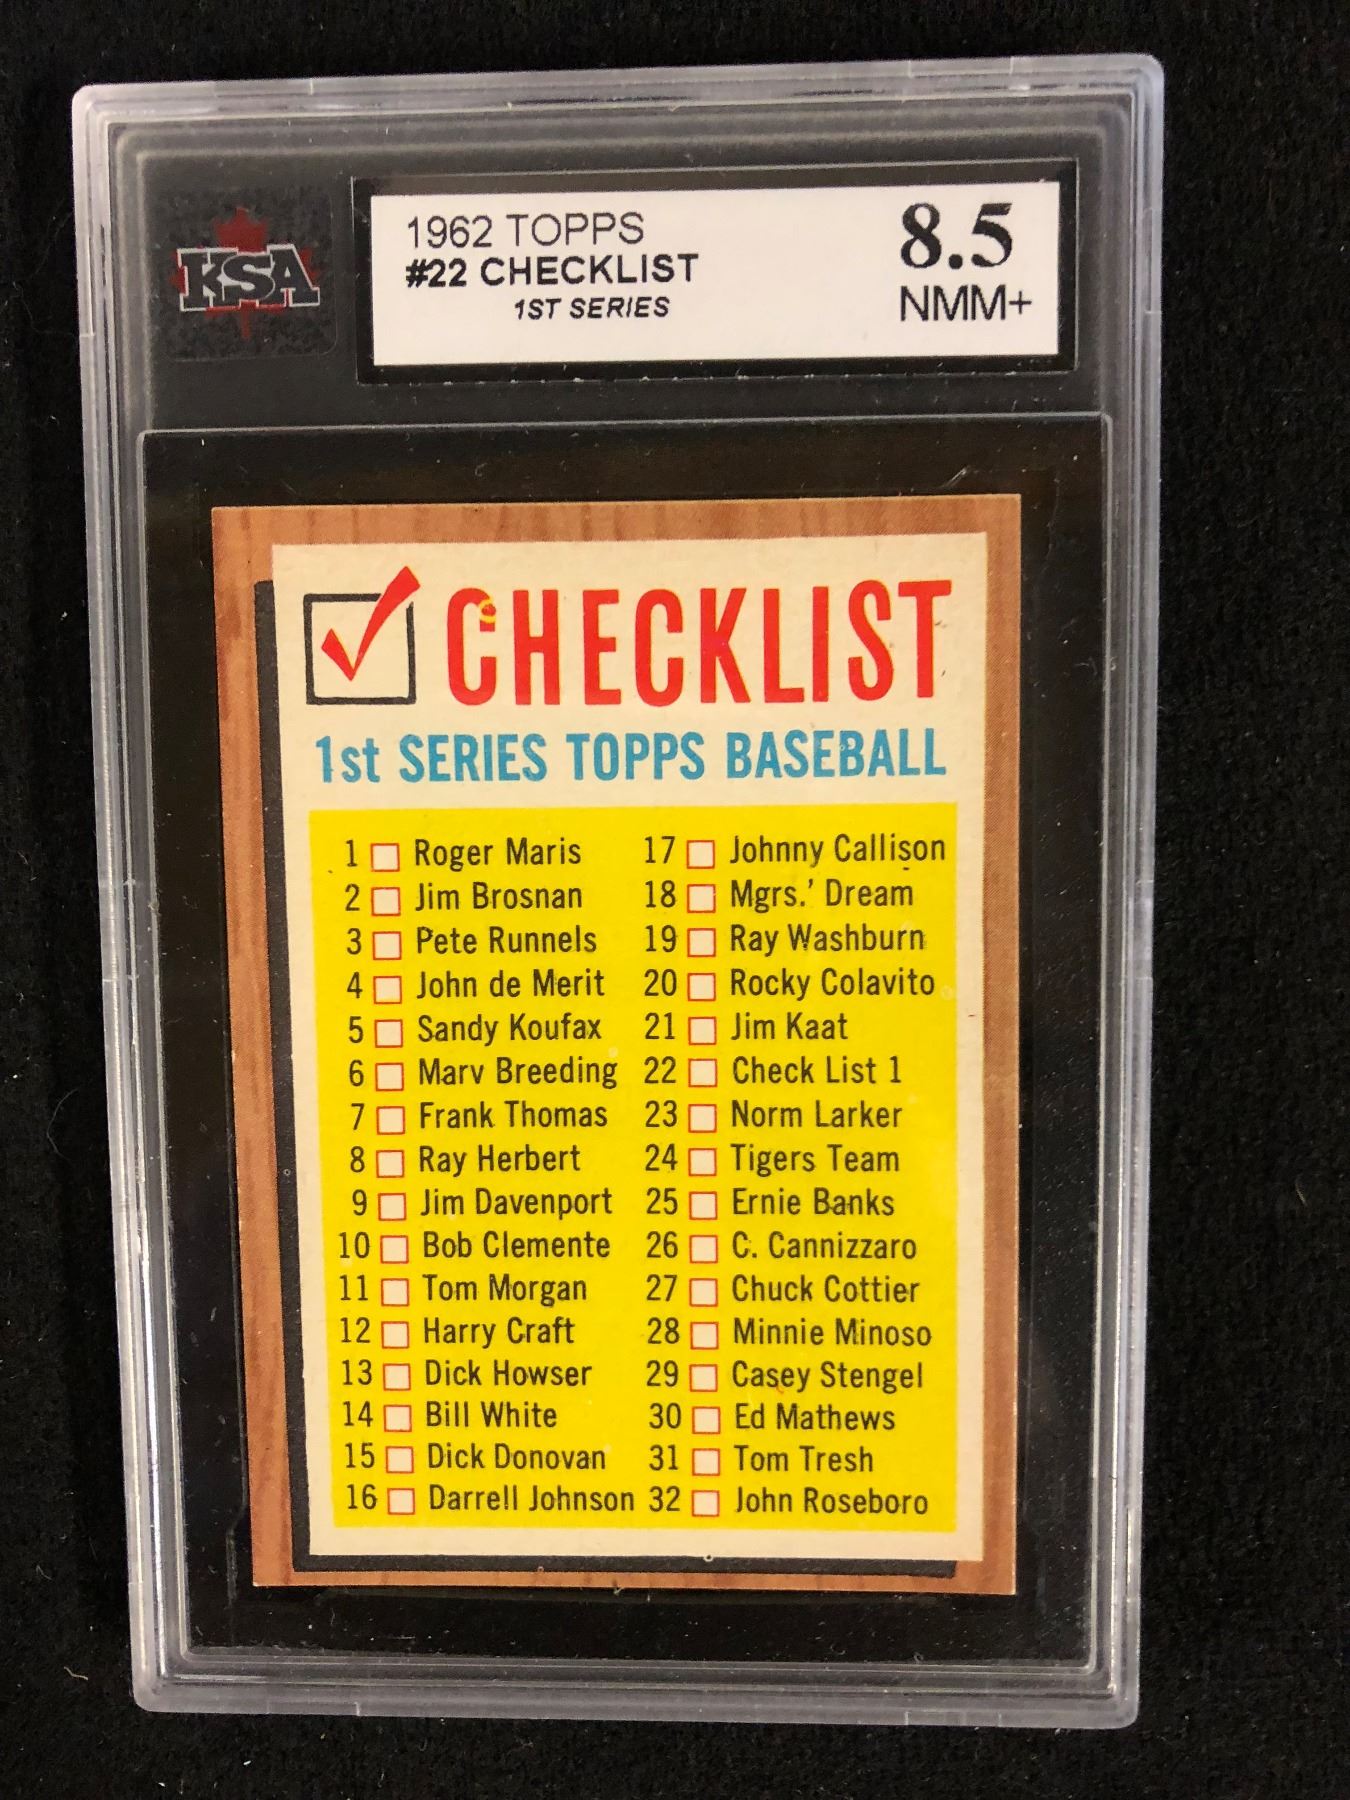 KSA
1962 TOPPS
#22 CHECKLIST
1ST SERIES
8.5
NMM+
CHECKLIST
1st SERIES TOPPS BASEBALL
1 Roger Maris
2 Jim Brosnan
3 Pete Runnels
4 John de Merit
5 Sandy Koufax
6 Marv Breeding
7 Frank Thomas
8 Ray Herbert
9 Jim Davenport
10 Bob Clemente
11 Tom Morgan
12 Harry Craft
13 Dick Howser
14 Bill White
15 Dick Donovan
16 Darrell Johnson
17 Johnny Callison
18 Mgrs.' Dream
19 Ray Washburn
20 Rocky Colavito
21 Jim Kaat
22 Check List 1
23 Norm Larker
24 Tigers Team
25 Ernie Banks
26 C. Cannizzaro
27 Chuck Cottier
28 Minnie Minoso
29 Casey Stengel
30 Ed Mathews
31 Tom Tresh
32 John Roseboro